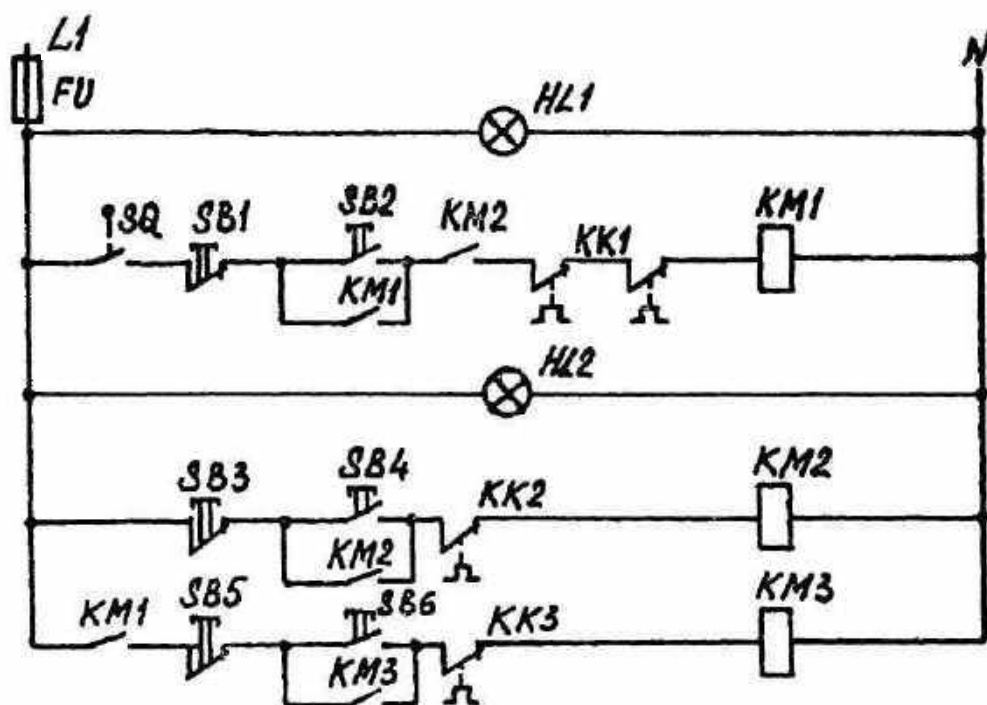 L1
N
FU
HL1
SQ SB1 SB2 KM2 KK1 KM1
KM1
HL2
SB3 SB4 KK2 KM2
KM2
KM1 SB5 SB6 KK3 KM3
KM3